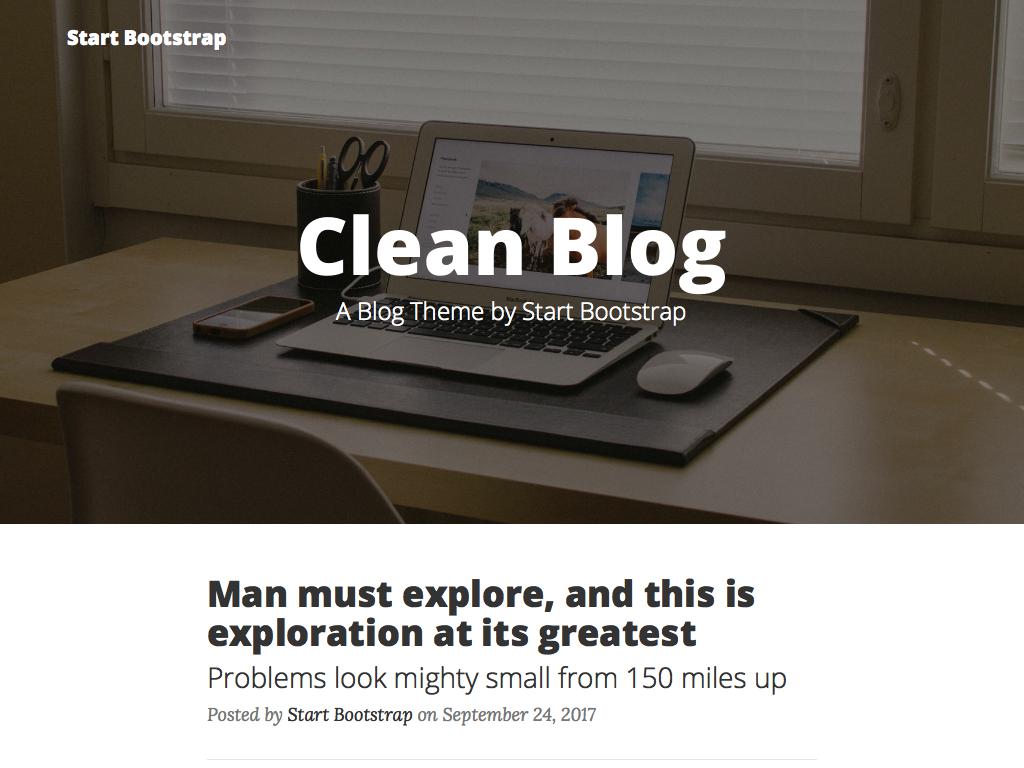 Start Bootstrap
Clean Blog
A Blog Theme by Start Bootstrap
Man must explore, and this is
exploration at its greatest
Problems look mighty small from 150 miles up
Posted by Start Bootstrap on September 24, 2017